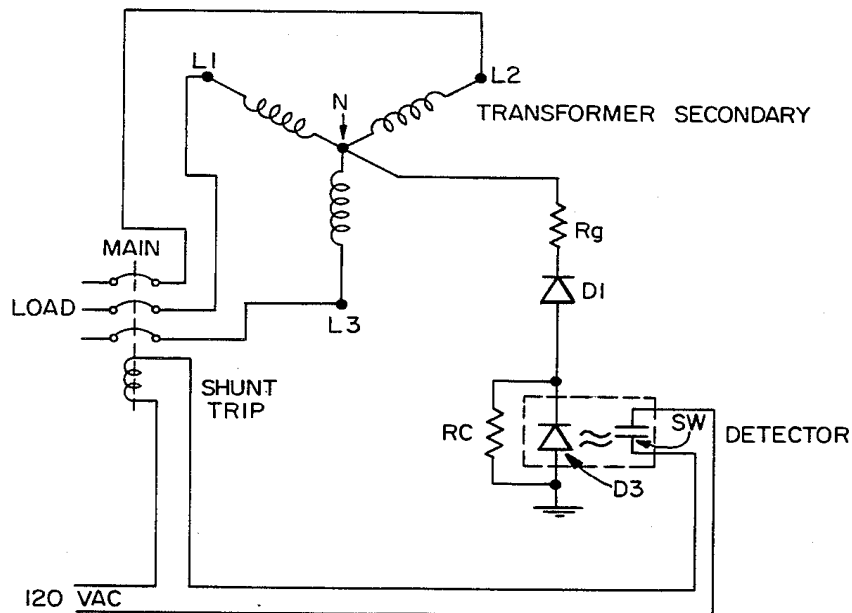 L1
L2
N
TRANSFORMER SECONDARY
Rg
MAIN
D1
LOAD
L3
SHUNT
TRIP
RC
SW
DETECTOR
D3
120 VAC